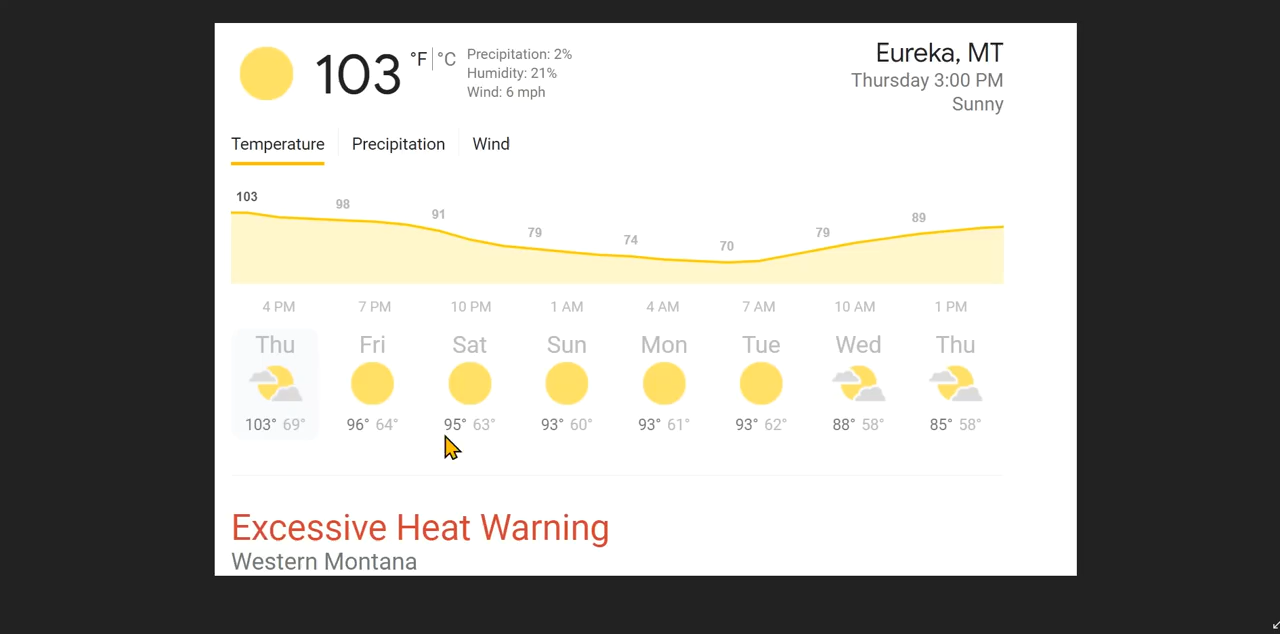 103 °F °C
Precipitation: 2%
Humidity: 21%
Wind: 6 mph
Eureka, MT
Thursday 3:00 PM
Sunny
Temperature Precipitation Wind
103 98 91 79 74 70 79 89
4 PM 7 PM 10 PM 1 AM 4 AM 7 AM 10 AM 1 PM
Thu Fri Sat Sun Mon Tue Wed Thu
103° 69° 96° 64° 95° 63° 93° 60° 93° 61° 93° 62° 88° 58° 85° 58°
Excessive Heat Warning
Western Montana